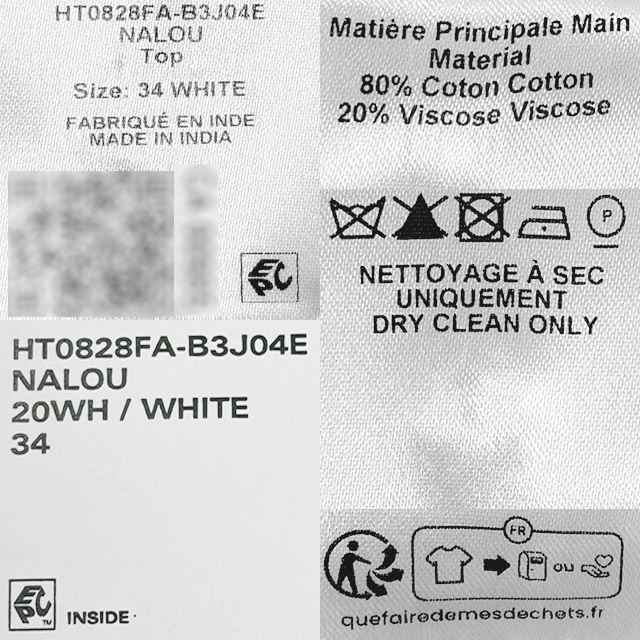 HT0828FA-B3J04E
NALOU
Top
Size: 34 WHITE
FABRIQUÉ EN INDE
MADE IN INDIA
EPC
HT0828FA-B3J04E
NALOU
20WH / WHITE
34
EPC™ INSIDE
Matière Principale Main
Material
80% Coton Cotton
20% Viscose Viscose
P
NETTOYAGE À SEC
UNIQUEMENT
DRY CLEAN ONLY
FR
OU
quefairedemesdechets.fr